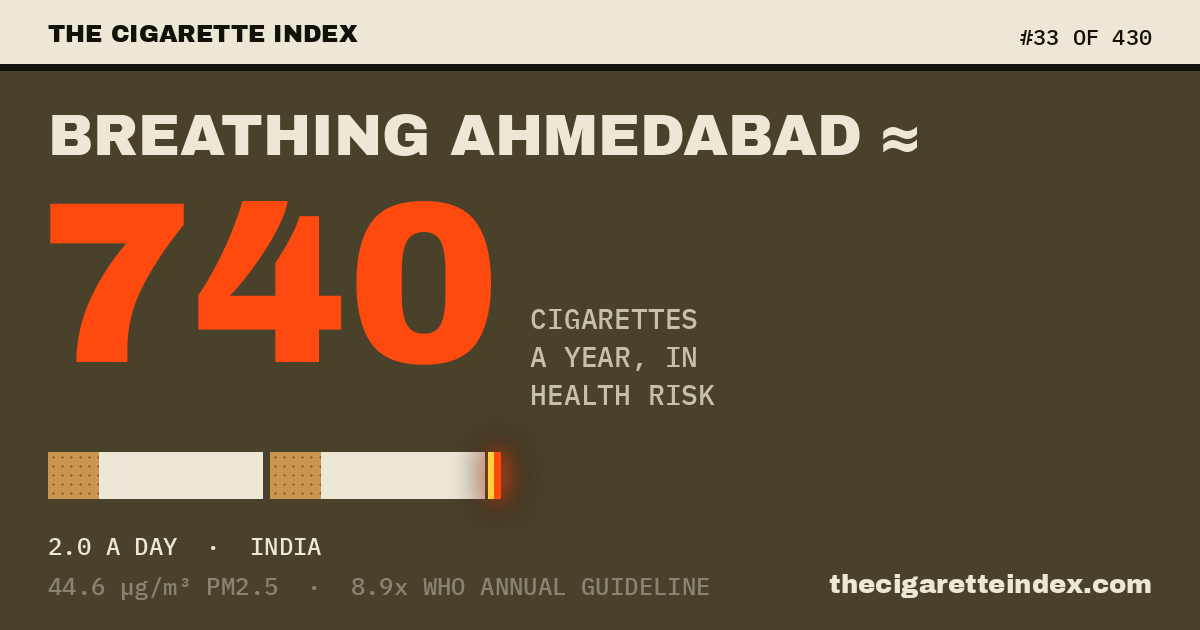 THE CIGARETTE INDEX
#33 OF 430
BREATHING AHMEDABAD ≈
740
CIGARETTES
A YEAR, IN
HEALTH RISK
2.0 A DAY · INDIA
44.6 µg/m³ PM2.5 · 8.9x WHO ANNUAL GUIDELINE
thecigaretteindex.com